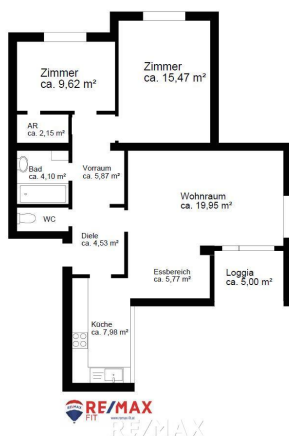 Zimmer
ca. 15,47 m²
Zimmer
ca. 9,62 m²
AR
ca. 2,15 m²
Bad
ca. 4,10 m²
Vorraum
ca. 5,87 m²
Wohnraum
ca. 19,95 m²
WC
Diele
ca. 4,53 m²
Essbereich
ca. 5,77 m²
Loggia
ca. 5,00 m²
Küche
ca. 7,98 m²
RE/MAX
FIT
RE/MAX